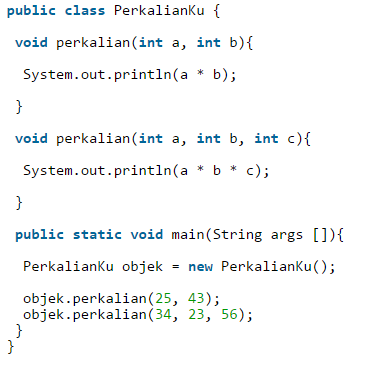 public class PerkalianKu {
void perkalian(int a, int b){
System.out.println(a * b);
}
void perkalian(int a, int b, int c){
System.out.println(a * b * c);
}
public static void main(String args []){
PerkalianKu objek = new PerkalianKu();
objek.perkalian(25, 43);
objek.perkalian(34, 23, 56);
}
}